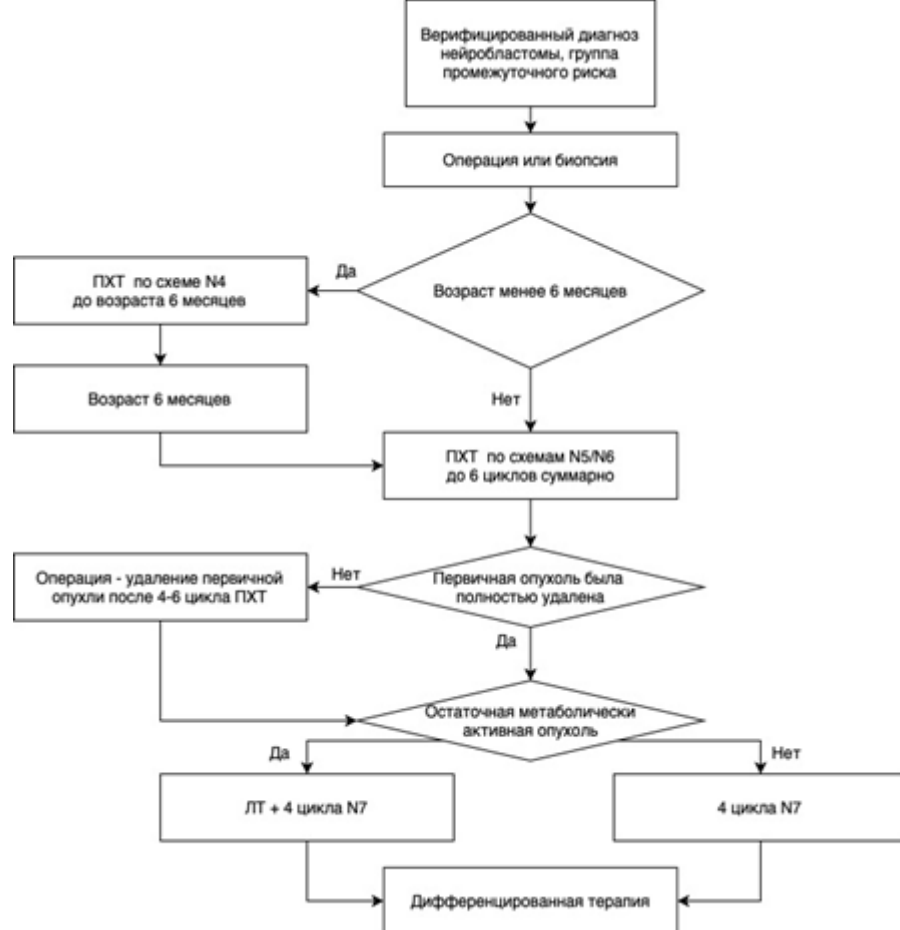 Верифицированный диагноз
нейробластомы, группа
промежуточного риска
Операция или биопсия
Возраст менее 6 месяцев
Да
ПХТ по схеме N4
до возраста 6 месяцев
Возраст 6 месяцев
Нет
ПХТ по схемам N5/N6
до 6 циклов суммарно
Первичная опухоль была
полностью удалена
Нет
Операция - удаление первичной
опухли после 4-6 цикла ПХТ
Да
Остаточная метаболически
активная опухоль
Да
Нет
ЛТ + 4 цикла N7
4 цикла N7
Дифференцированная терапия